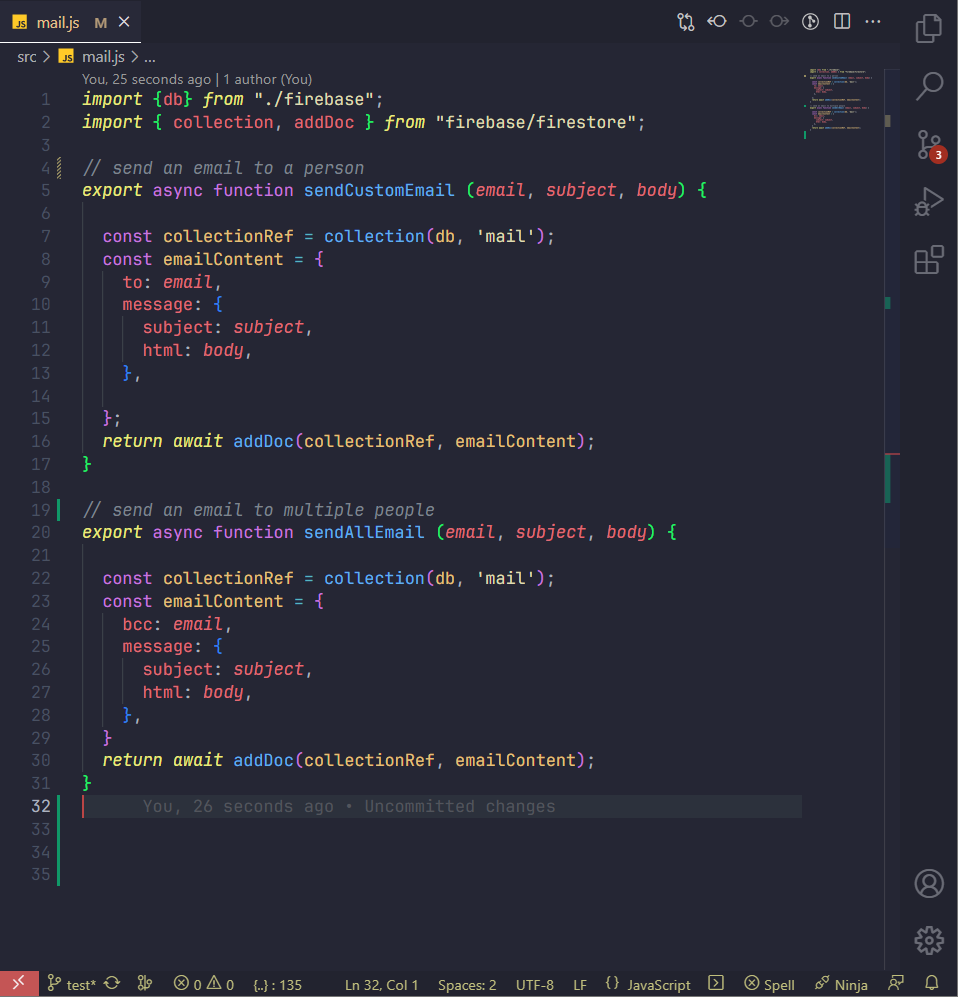 JS mail.js M
src > JS mail.js > ...
You, 25 seconds ago | 1 author (You)
1 import {db} from "./firebase";
2 import { collection, addDoc } from "firebase/firestore";
3
4 // send an email to a person
5 export async function sendCustomEmail (email, subject, body) {
6
7 const collectionRef = collection(db, 'mail');
8 const emailContent = {
9 to: email,
10 message: {
11 subject: subject,
12 html: body,
13 },
14
15 };
16 return await addDoc(collectionRef, emailContent);
17 }
18
19 // send an email to multiple people
20 export async function sendAllEmail (email, subject, body) {
21
22 const collectionRef = collection(db, 'mail');
23 const emailContent = {
24 bcc: email,
25 message: {
26 subject: subject,
27 html: body,
28 },
29 }
30 return await addDoc(collectionRef, emailContent);
31 }
32 You, 26 seconds ago • Uncommitted changes
33
34
35
3
test* 0 0 {..} : 135 Ln 32, Col 1 Spaces: 2 UTF-8 LF {} JavaScript Spell Ninja